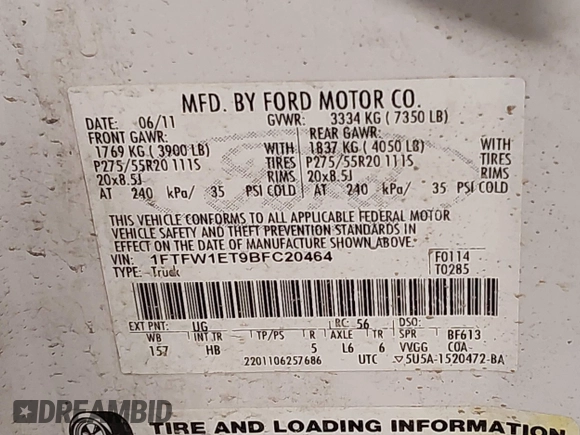 MFD. BY FORD MOTOR CO.
DATE: 06/11 GVWR: 3334 KG ( 7350 LB)
FRONT GAWR: REAR GAWR:
1769 KG ( 3900 LB) WITH 1837 KG ( 4050 LB) WITH
P275/55R20 111S TIRES P275/55R20 111S TIRES
20x8.5J RIMS 20x8.5J RIMS
AT 240 kPa/ 35 PSI COLD AT 240 kPa/ 35 PSI COLD
THIS VEHICLE CONFORMS TO ALL APPLICABLE FEDERAL MOTOR
VEHICLE SAFETY AND THEFT PREVENTION STANDARDS IN
EFFECT ON THE DATE OF MANUFACTURE SHOWN ABOVE.
VIN: 1FTFW1ET9BFC20464 F0114
TYPE: Truck T0285
EXT PNT: UG RC: 56 DSO:
WB INT TR TP/PS R AXLE TR SPR BF613
157 HB 5 L6 6 VVGG COA
2201106257686 UTC 5U5A-1520472-BA
DREAMBID
TIRE AND LOADING INFORMATION